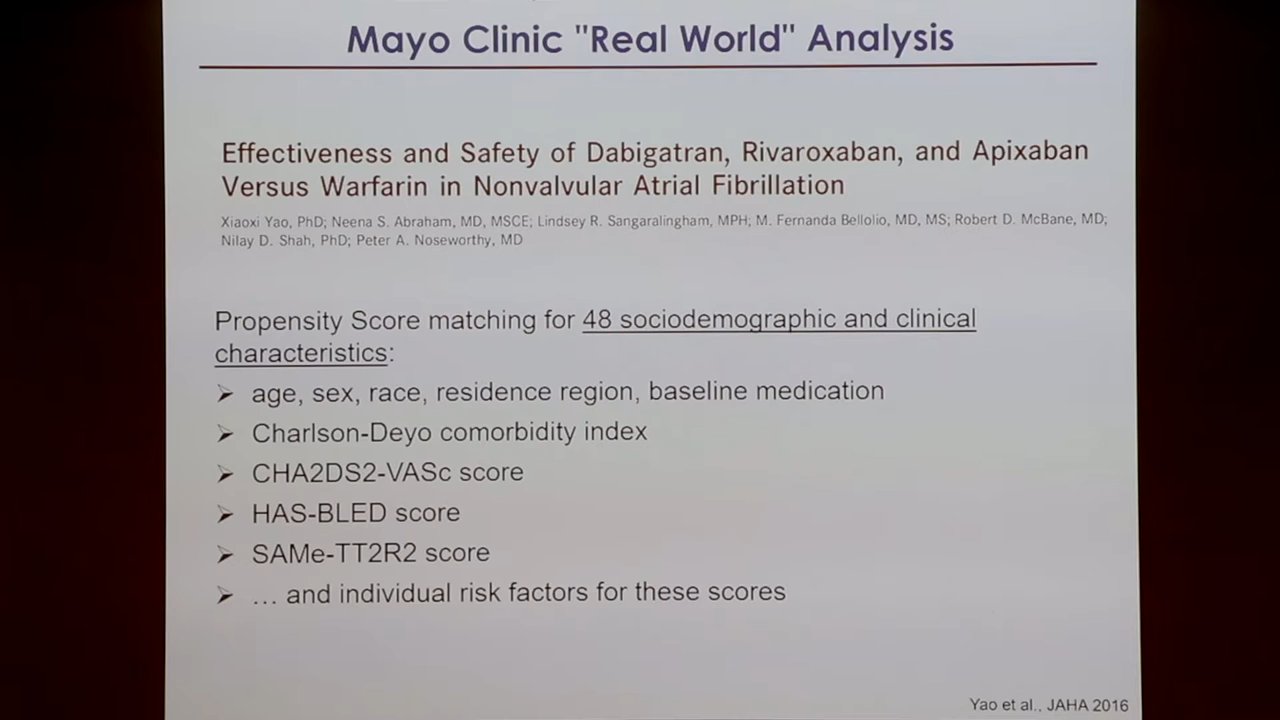 Mayo Clinic "Real World" Analysis
Effectiveness and Safety of Dabigatran, Rivaroxaban, and Apixaban
Versus Warfarin in Nonvalvular Atrial Fibrillation
Xiaoxi Yao, PhD; Neena S. Abraham, MD, MSCE; Lindsey R. Sangaralingham, MPH; M. Fernanda Bellolio, MD, MS; Robert D. McBane, MD;
Nilay D. Shah, PhD; Peter A. Noseworthy, MD
Propensity Score matching for 48 sociodemographic and clinical
characteristics:
➢ age, sex, race, residence region, baseline medication
➢ Charlson-Deyo comorbidity index
➢ CHA2DS2-VASc score
➢ HAS-BLED score
➢ SAMe-TT2R2 score
➢ … and individual risk factors for these scores
Yao et al., JAHA 2016